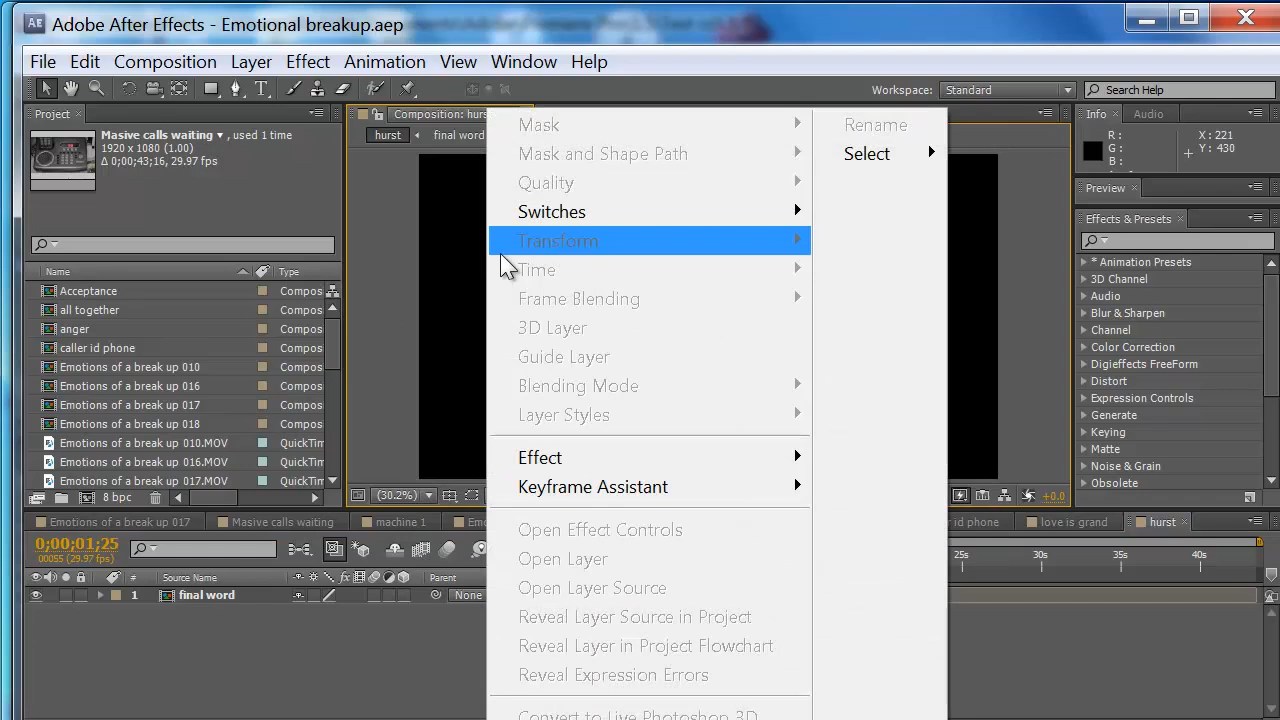 AE Adobe After Effects - Emotional breakup.aep
File Edit Composition Layer Effect Animation View Window Help
Workspace: Standard Search Help
Project
Masive calls waiting , used 1 time
1920 x 1080 (1.00)
Δ 0;00;43;16, 29.97 fps
Name Type
Acceptance Compos
all together Compos
anger Compos
caller id phone Compos
Emotions of a break up 010 Compos
Emotions of a break up 016 Compos
Emotions of a break up 017 Compos
Emotions of a break up 018 Compos
Emotions of a break up 010.MOV QuickTim
Emotions of a break up 016.MOV QuickTim
Emotions of a break up 017.MOV QuickTim
8 bpc
Composition: hurs
hurst final word
(30.2%)
+0.0
Mask
Mask and Shape Path
Quality
Switches
Transform
Time
Frame Blending
3D Layer
Guide Layer
Blending Mode
Layer Styles
Effect
Keyframe Assistant
Open Effect Controls
Open Layer
Open Layer Source
Reveal Layer Source in Project
Reveal Layer in Project Flowchart
Reveal Expression Errors
Convert to Live Photoshop 3D
Rename
Select
Info Audio
R : X : 221
G : Y : 430
B :
Preview
Effects & Presets
* Animation Presets
3D Channel
Audio
Blur & Sharpen
Channel
Color Correction
Digieffects FreeForm
Distort
Expression Controls
Generate
Keying
Matte
Noise & Grain
Obsolete
Emotions of a break up 017 Masive calls waiting machine 1 Emo
id phone love is grand hurst
0;00;01;25
00055 (29.97 fps)
25s 30s 35s 40s
# Source Name Parent
1 final word None